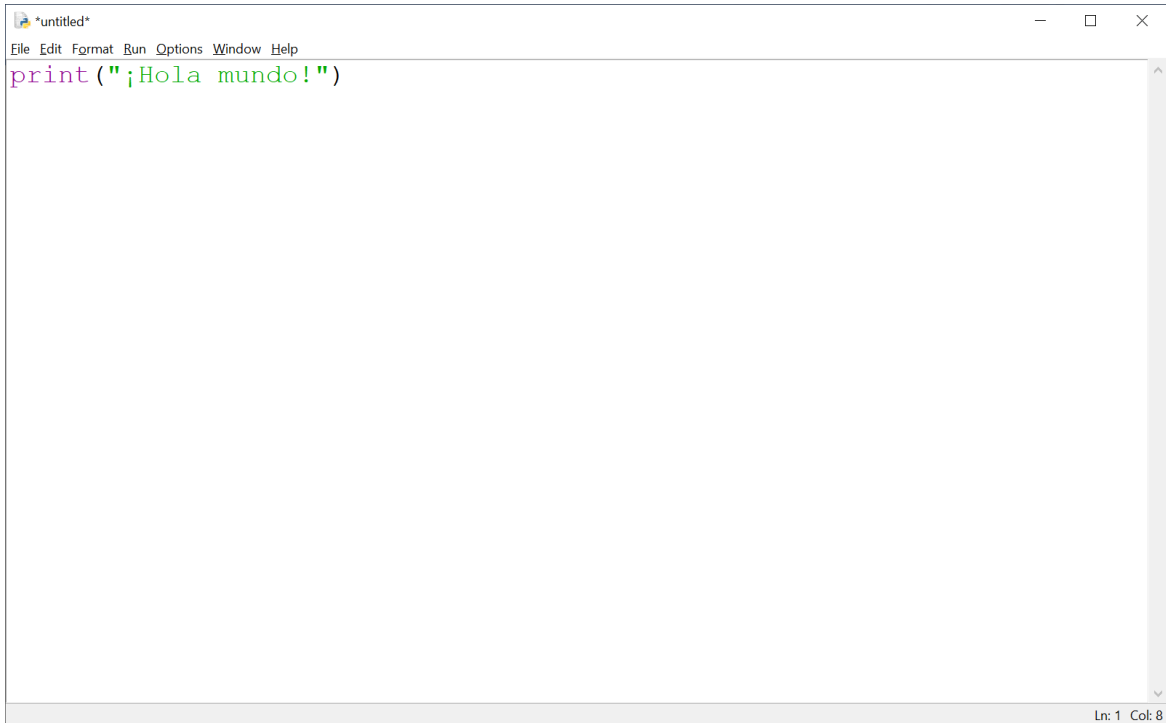 *untitled*
File Edit Format Run Options Window Help
print("¡Hola mundo!")
Ln: 1 Col: 8